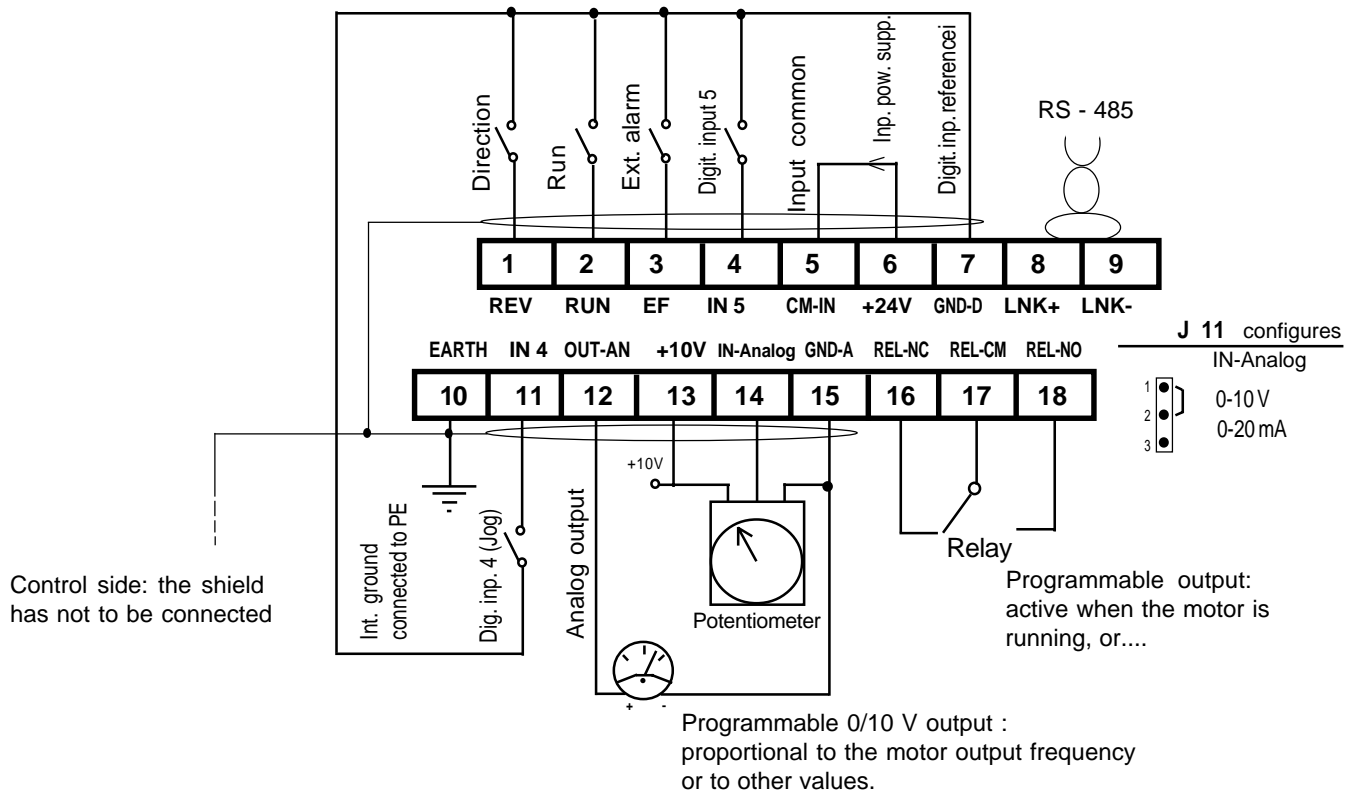 Direction
Run
Ext. alarm
Digit. input 5
Input common
Inp. pow. supp.
Digit. inp. referencei
RS - 485
1 2 3 4 5 6 7 8 9
REV RUN EF IN 5 CM-IN +24V GND-D LNK+ LNK-
J 11 configures
IN-Analog
1
2
3
0-10 V
0-20 mA
EARTH IN 4 OUT-AN +10V IN-Analog GND-A REL-NC REL-CM REL-NO
10 11 12 13 14 15 16 17 18
+10V
Int. ground
connected to PE
Dig. inp. 4 (Jog)
Analog output
Potentiometer
Relay
Control side: the shield
has not to be connected
Programmable output:
active when the motor is
running, or....
+ -
Programmable 0/10 V output :
proportional to the motor output frequency
or to other values.